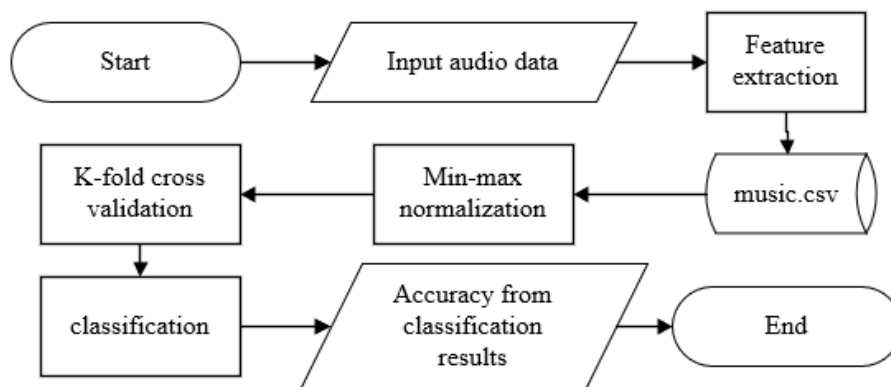 Start
Input audio data
Feature
extraction
music.csv
Min-max
normalization
K-fold cross
validation
classification
Accuracy from
classification
results
End